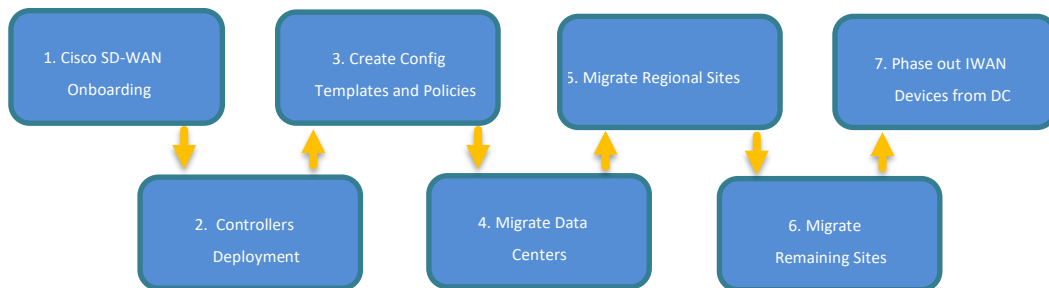 1. Cisco SD-WAN
Onboarding
2. Controllers
Deployment
3. Create Config
Templates and Policies
4. Migrate Data
Centers
5. Migrate Regional Sites
6. Migrate
Remaining Sites
7. Phase out IWAN
Devices from DC